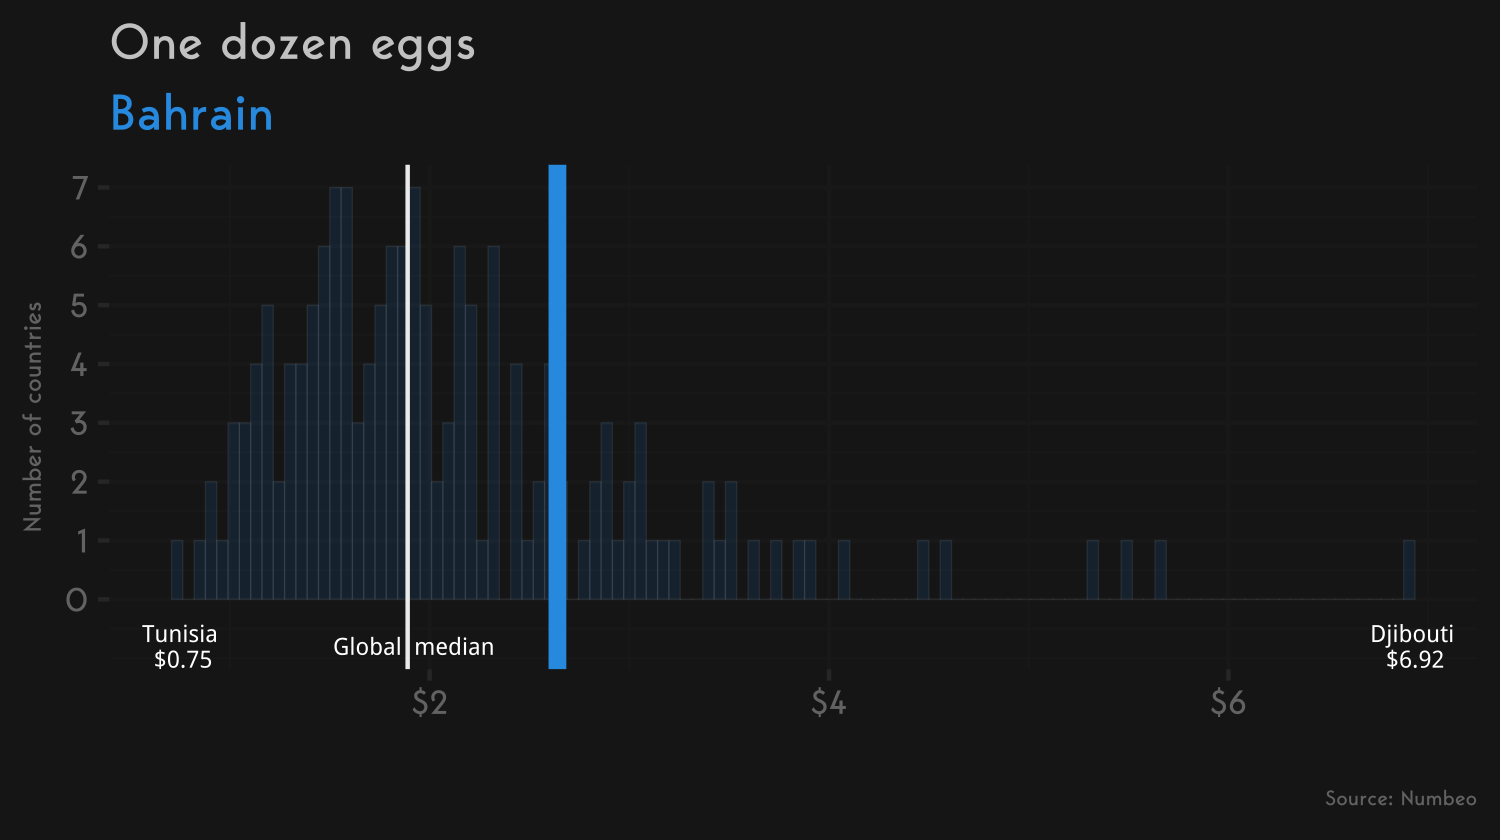 One dozen eggs
Bahrain
Number of countries
7
6
5
4
3
2
1
0
Tunisia
$0.75
Global median
Djibouti
$6.92
$2 $4 $6
Source: Numbeo